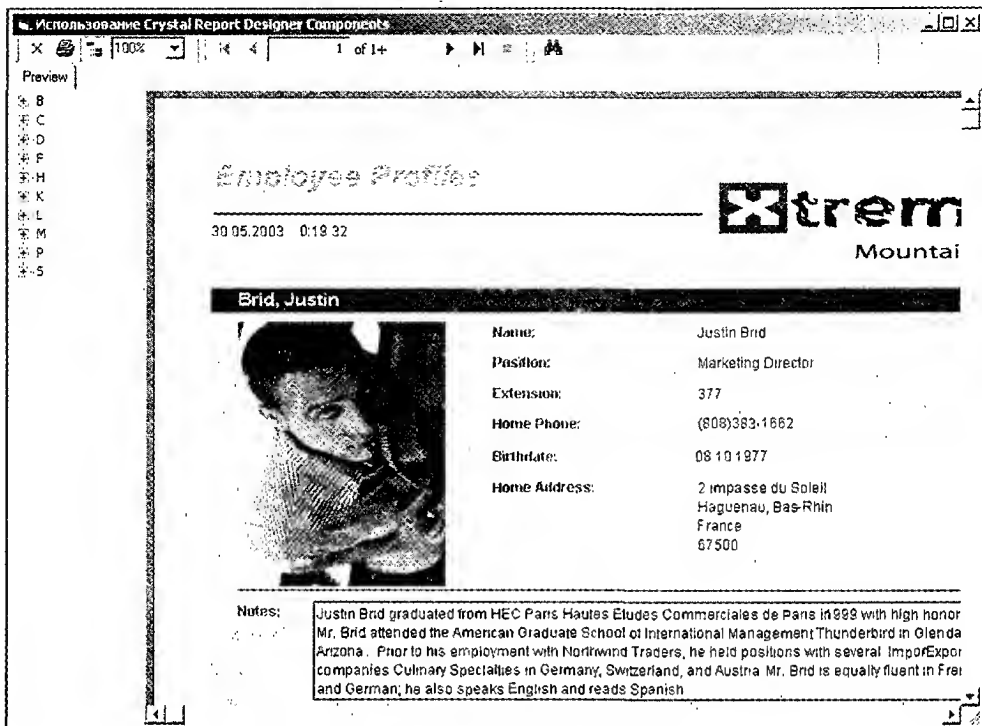 Использование Crystal Report Designer Components
100% 1 of 1+
Preview
B
C
D
F
H
K
L
M
P
S
Employee Profiles
30.05.2003 0:19:32
Xtrem
Mountai
Brid, Justin
Name: Justin Brid
Position: Marketing Director
Extension: 377
Home Phone: (808)383-1662
Birthdate: 08.10.1977
Home Address: 2 impasse du Soleil
Haguenau, Bas-Rhin
France
67500
Notes: Justin Brid graduated from HEC Paris Hautes Etudes Commerciales de Paris in999 with high honor
Mr. Brid attended the American Graduate School of International Management Thunderbird in Glenda
Arizona. Prior to his employment with Northwind Traders, he held positions with several ImporExpor
companies Culinary Specialties in Germany, Switzerland, and Austria Mr. Brid is equally fluent in Fren
and German; he also speaks English and reads Spanish